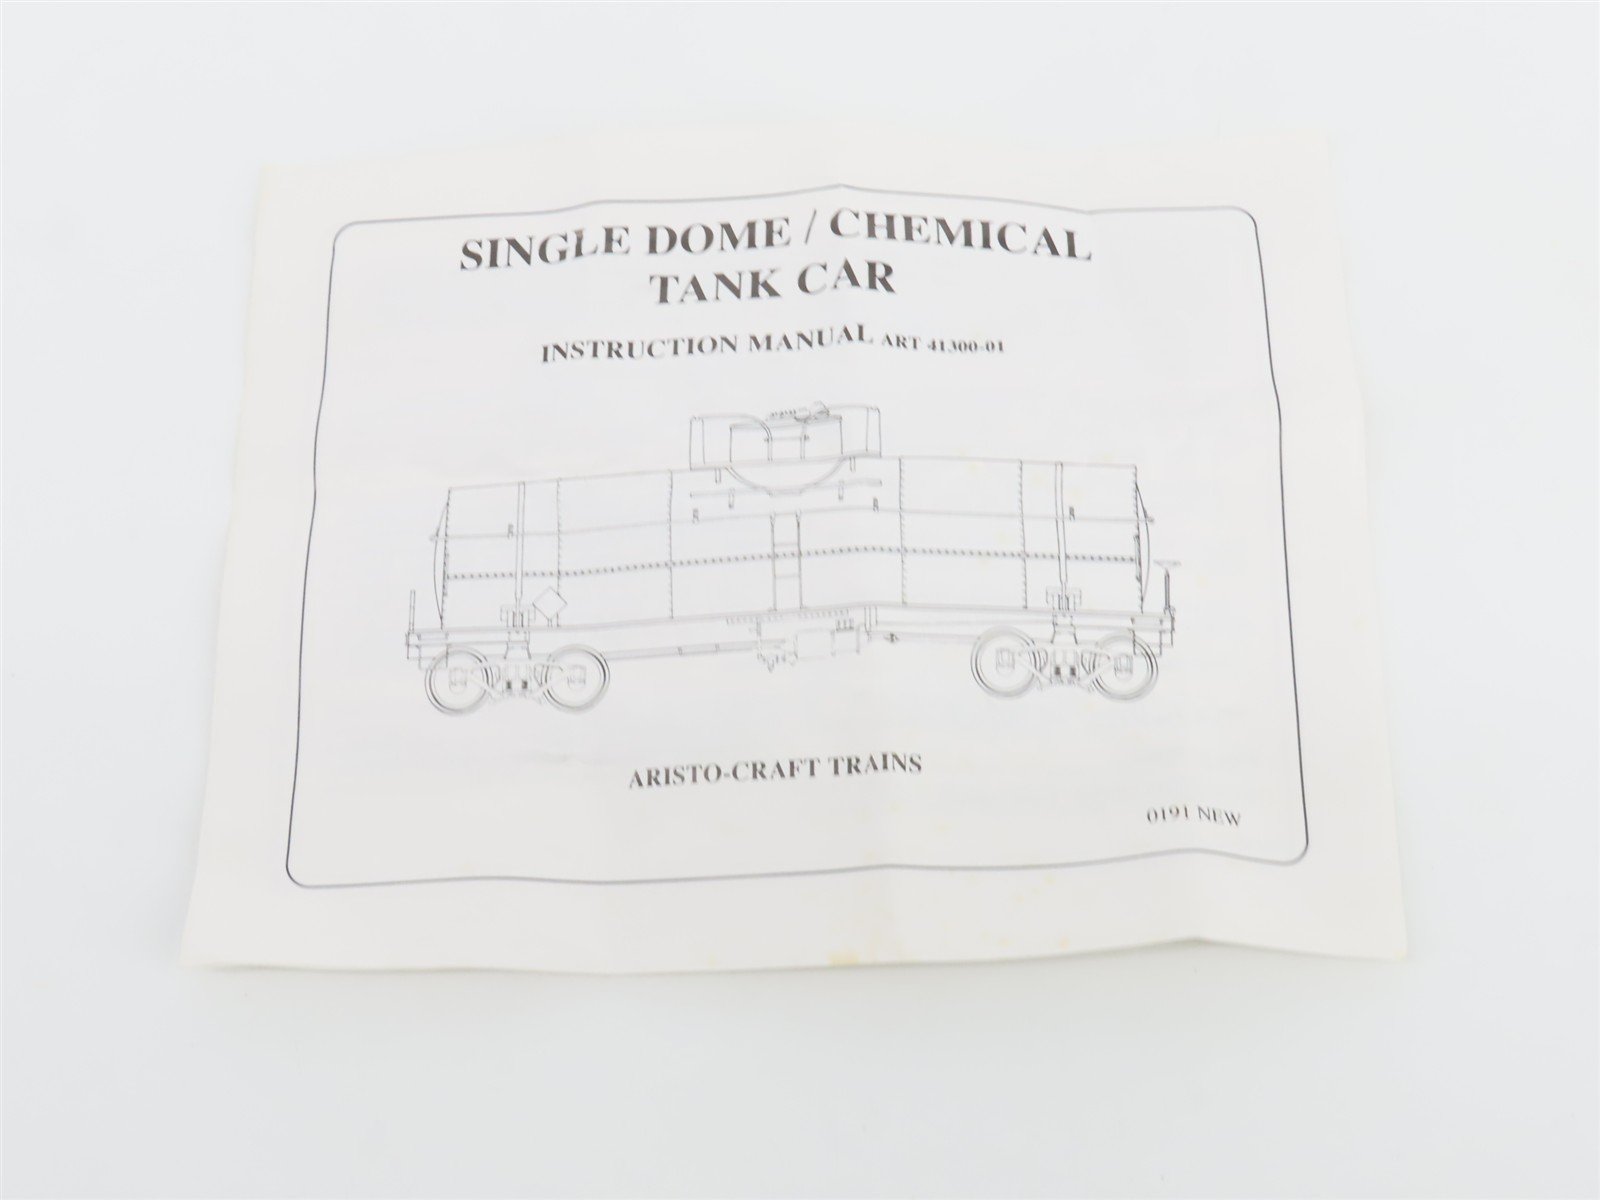 SINGLE DOME / CHEMICAL
TANK CAR
INSTRUCTION MANUAL ART 41300-01
ARISTO-CRAFT TRAINS
0191 NEW